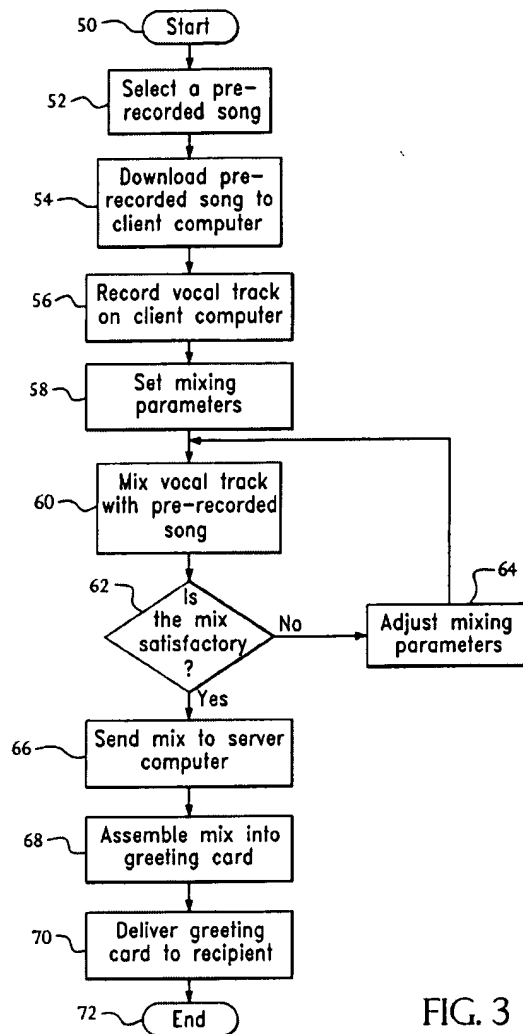 50
Start
52
Select a pre-
recorded song
54
Download pre-
recorded song to
client computer
56
Record vocal track
on client computer
58
Set mixing
parameters
60
Mix vocal track
with pre-recorded
song
62
Is
the mix
satisfactory
?
No
64
Adjust mixing
parameters
Yes
66
Send mix to server
computer
68
Assemble mix into
greeting card
70
Deliver greeting
card to recipient
72
End
FIG. 3